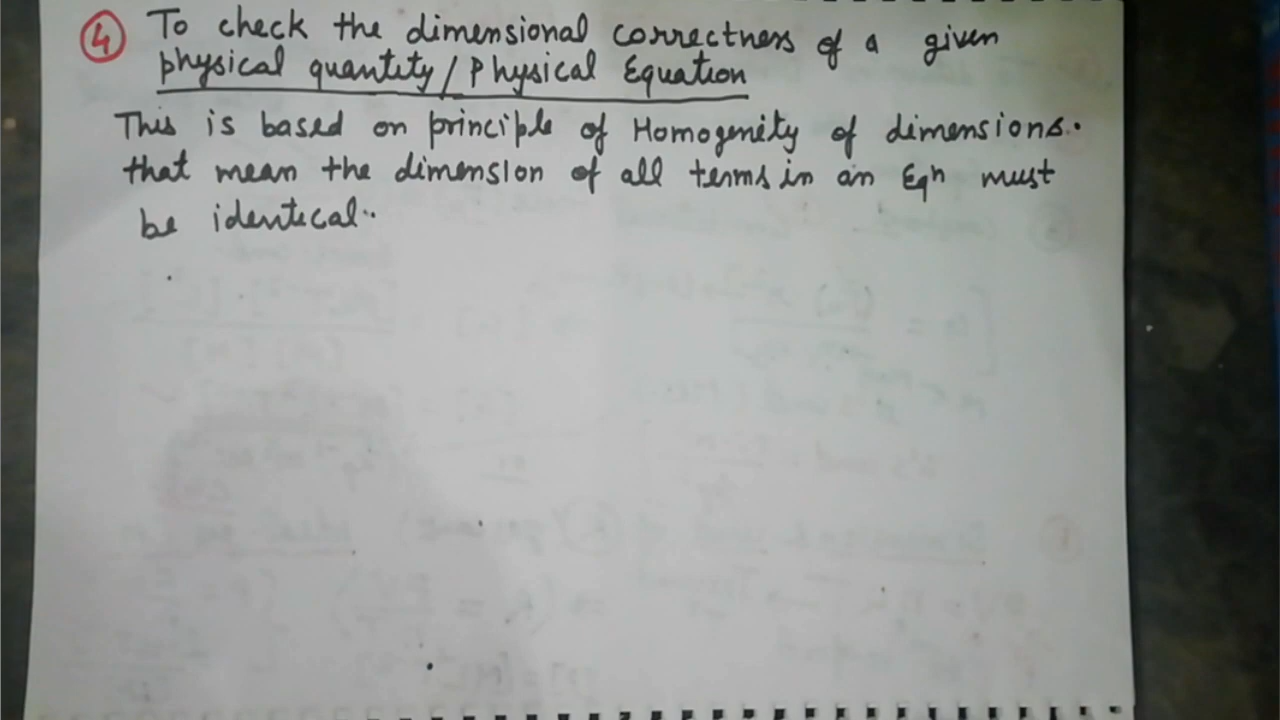 4 To check the dimensional correctness of a given
physical quantity / Physical Equation
This is based on principle of Homogenity of dimensions.
that mean the dimension of all terms in an Eqn must
be identical..